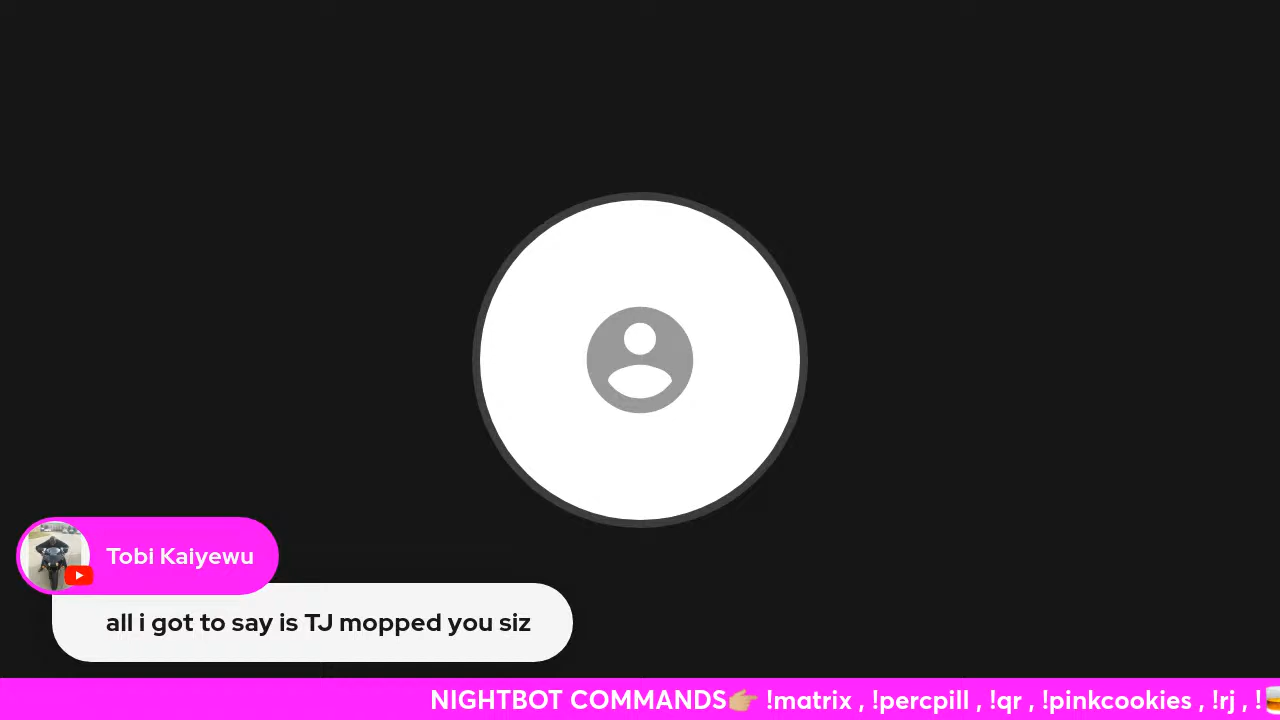 Tobi Kaiyewu
all i got to say is TJ mopped you siz
NIGHTBOT COMMANDS👉🏼 !matrix , !percpill , !qr , !pinkcookies , !rj , !🥃